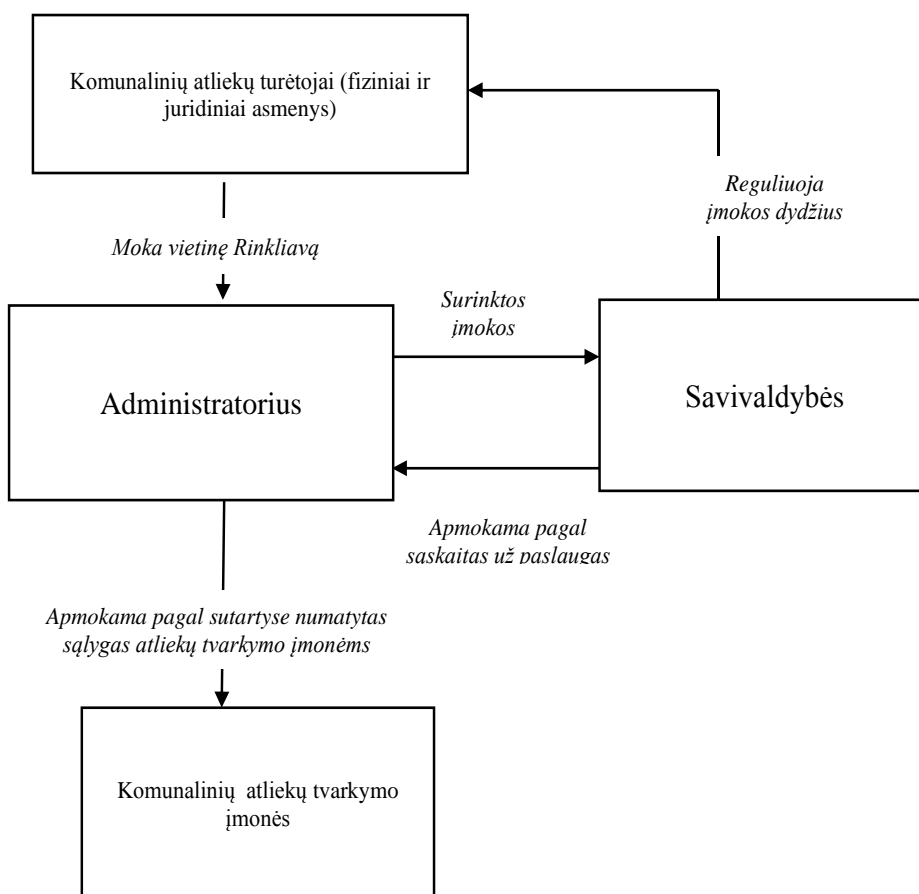 Komunalinių atliekų turėtojai (fiziniai ir
juridiniai asmenys)
Reguliuoja
įmokos dydžius
Moka vietinę Rinkliavą
Surinktos
įmokos
Administratorius
Savivaldybės
Apmokama pagal
sąskaitas už paslaugas
Apmokama pagal sutartyse numatytas
sąlygas atliekų tvarkymo įmonėms
Komunalinių atliekų tvarkymo
įmonės